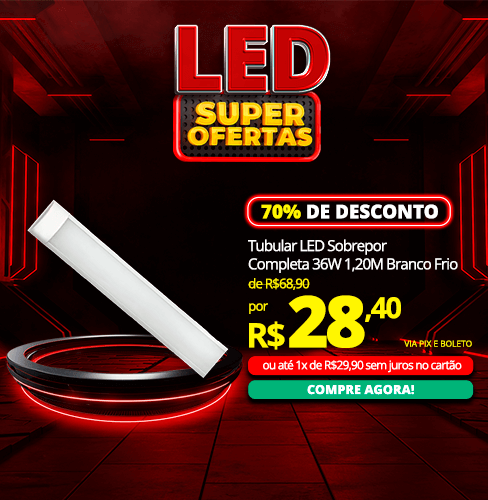 LED
SUPER
OFERTAS
70% DE DESCONTO
Tubular LED Sobrepor
Completa 36W 1,20M Branco Frio
de R$68,90
por
R$28,40
VIA PIX E BOLETO
ou até 1x de R$29,90 sem juros no cartão
COMPRE AGORA!